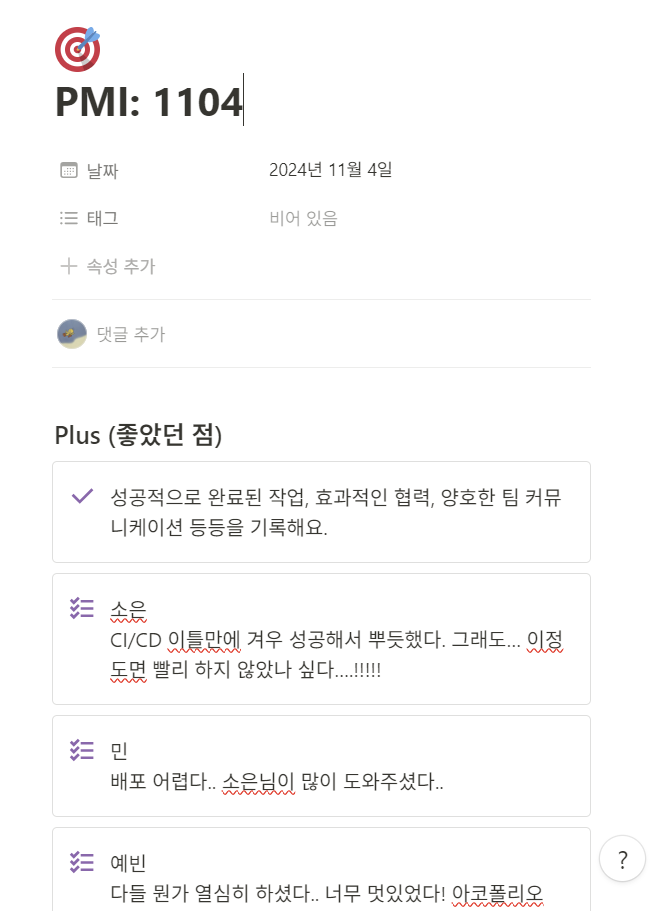 PMI: 1104
날짜 2024년 11월 4일
태그 비어 있음
속성 추가
댓글 추가
Plus (좋았던 점)
성공적으로 완료된 작업, 효과적인 협력, 양호한 팀 커뮤
니케이션 등등을 기록해요.
소은
CI/CD 이틀만에 겨우 성공해서 뿌듯했다. 그래도... 이정
도면 빨리 하지 않았나 싶다....!!!!!
민
배포 어렵다.. 소은님이 많이 도와주셨다..
예빈
다들 뭔가 열심히 하셨다.. 너무 멋있었다! 아코폴리오
?